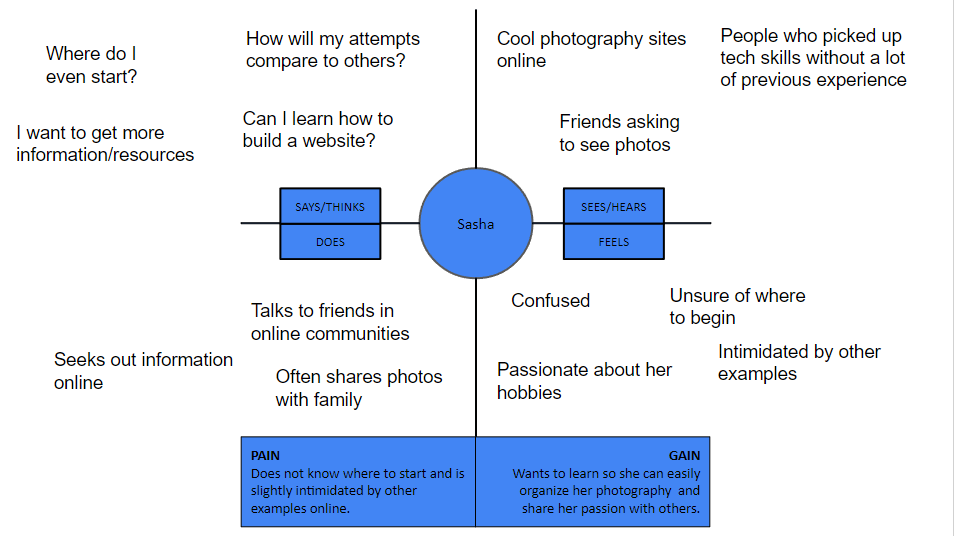 Where do I
even start?
How will my attempts
compare to others?
I want to get more
information/resources
Can I learn how to
build a website?
Cool photography sites
online
People who picked up
tech skills without a lot
of previous experience
Friends asking
to see photos
SAYS/THINKS
DOES
Sasha
SEES/HEARS
FEELS
Talks to friends in
online communities
Seeks out information
online
Often shares photos
with family
Confused
Unsure of where
to begin
Passionate about her
hobbies
Intimidated by other
examples
PAIN
Does not know where to start and is
slightly intimidated by other
examples online.
GAIN
Wants to learn so she can easily
organize her photography and
share her passion with others.